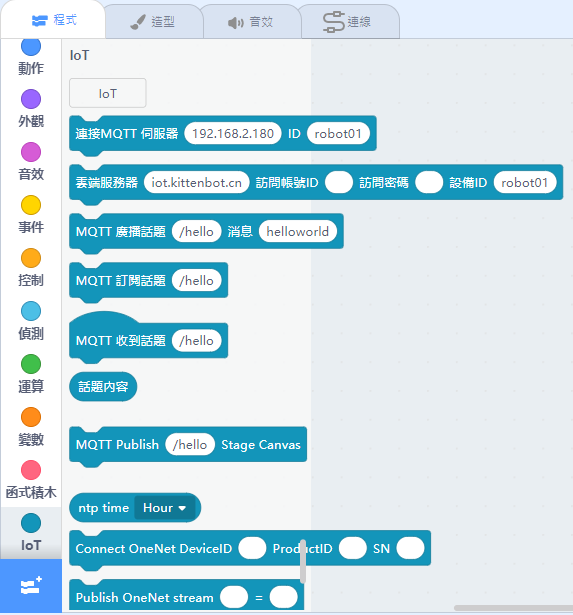 程式 造型 音效 連線
動作
外觀
音效
事件
控制
偵測
運算
變數
函式積木
IoT
IoT
IoT
連接MQTT 伺服器 192.168.2.180 ID robot01
雲端服務器 iot.kittenbot.cn 訪問帳號ID 訪問密碼 設備ID robot01
MQTT 廣播話題 /hello 消息 helloworld
MQTT 訂閱話題 /hello
MQTT 收到話題 /hello
話題內容
MQTT Publish /hello Stage Canvas
ntp time Hour
Connect OneNet DeviceID ProductID SN
Publish OneNet stream =